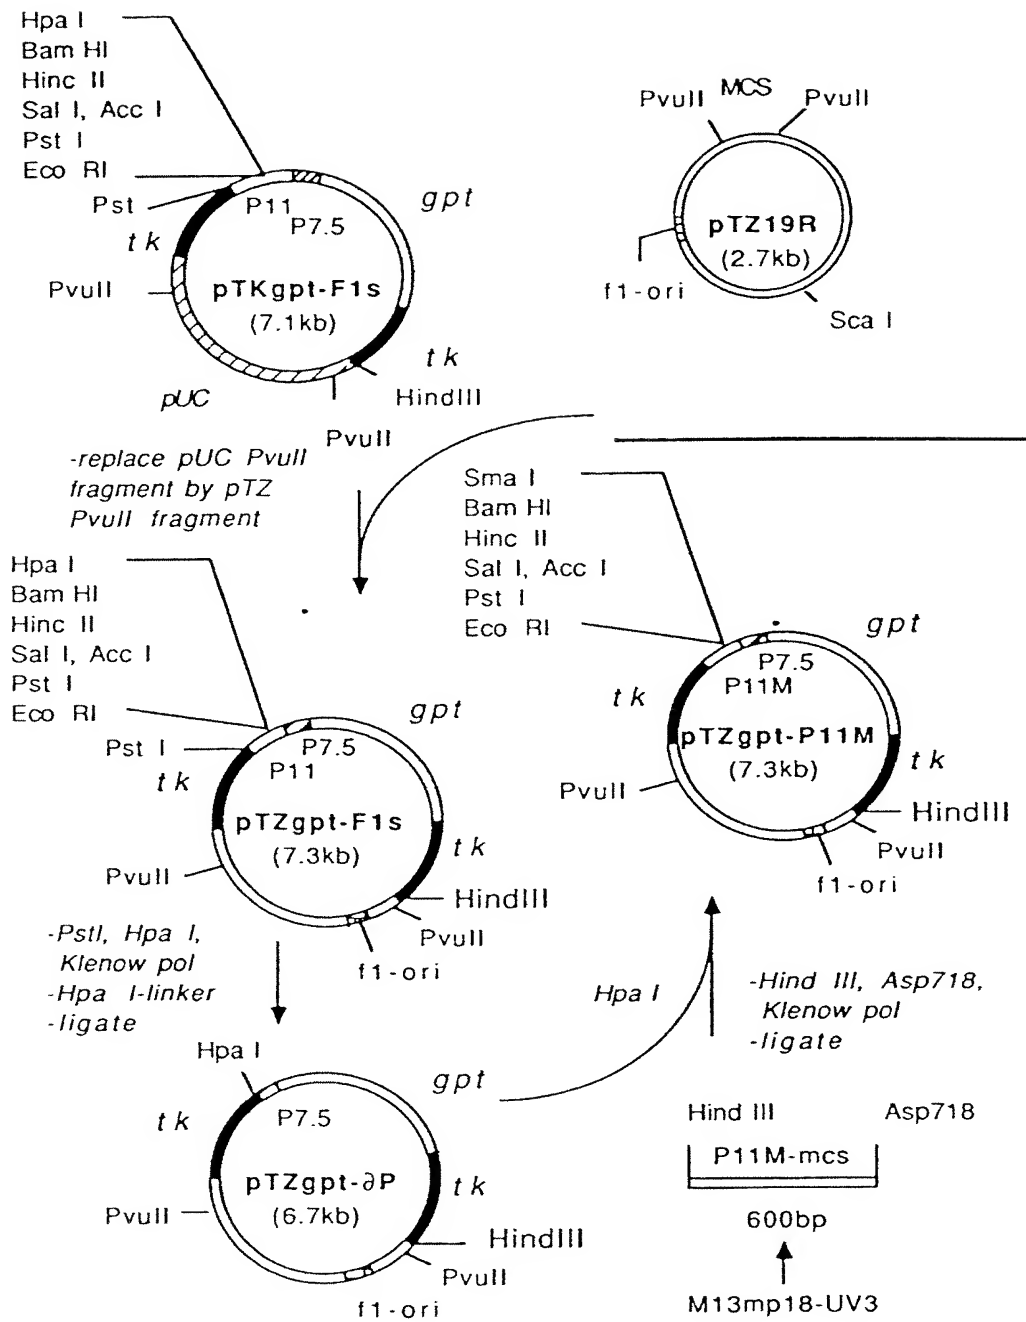 Hpa I
Bam HI
Hinc II
Sal I, Acc I
Pst I
Eco RI
Pst
tk
PvuII
P11
P7.5
gpt
pTKgpt-F1s
(7.1kb)
tk
HindIII
pUC
PvuII
PvuII
MCS
PvuII
pTZ19R
(2.7kb)
f1-ori
Sca I
-replace pUC PvuII
fragment by pTZ
PvuII fragment
Hpa I
Bam HI
Hinc II
Sal I, Acc I
Pst I
Eco RI
Pst I
tk
P7.5
P11
gpt
pTZgpt-F1s
(7.3kb)
tk
PvuII
HindIII
PvuII
f1-ori
Sma I
Bam HI
Hinc II
Sal I, Acc I
Pst I
Eco RI
gpt
P7.5
P11M
tk
pTZgpt-P11M
(7.3kb)
tk
PvuII
HindIII
PvuII
f1-ori
-PstI, Hpa I,
Klenow pol
-Hpa I-linker
-ligate
Hpa I
-Hind III, Asp718,
Klenow pol
-ligate
Hpa I
gpt
tk
P7.5
pTZgpt-∂P
(6.7kb)
tk
PvuII
HindIII
PvuII
f1-ori
Hind III
Asp718
P11M-mcs
600bp
M13mp18-UV3